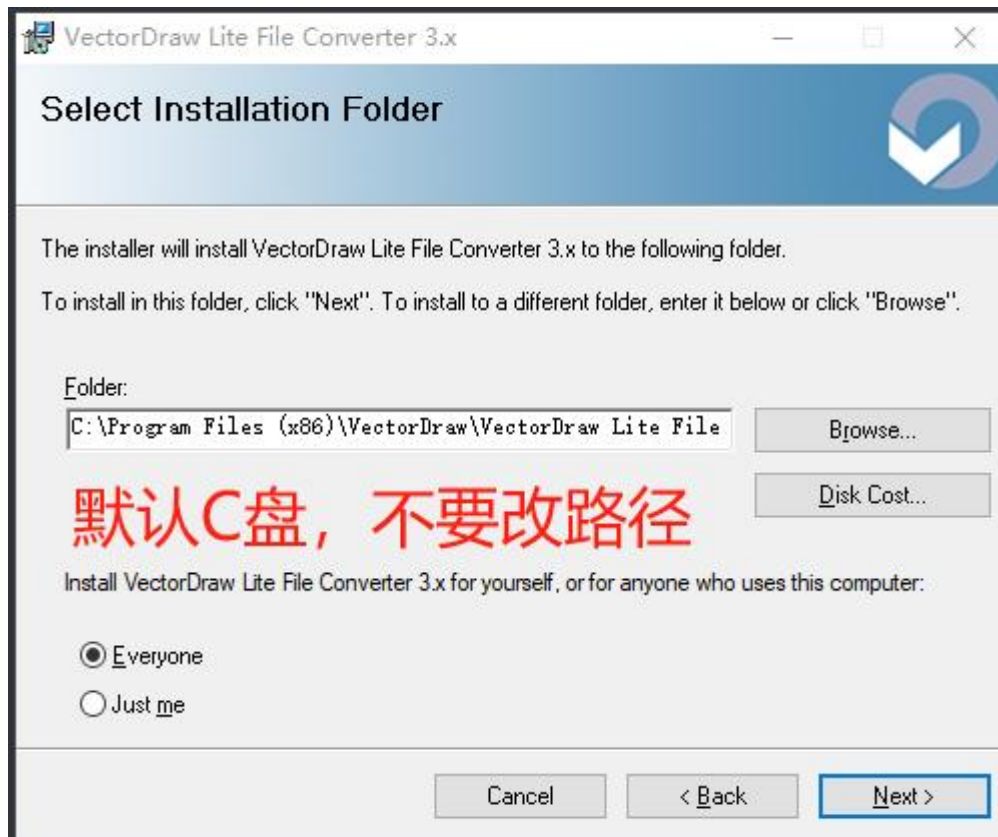 VectorDraw Lite File Converter 3.x
Select Installation Folder
The installer will install VectorDraw Lite File Converter 3.x to the following folder.
To install in this folder, click "Next". To install to a different folder, enter it below or click "Browse".
Folder:
C:\Program Files (x86)\VectorDraw\VectorDraw Lite File
Browse...
Disk Cost...
默认C盘，不要改路径
Install VectorDraw Lite File Converter 3.x for yourself, or for anyone who uses this computer:
Everyone
Just me
Cancel
< Back
Next >